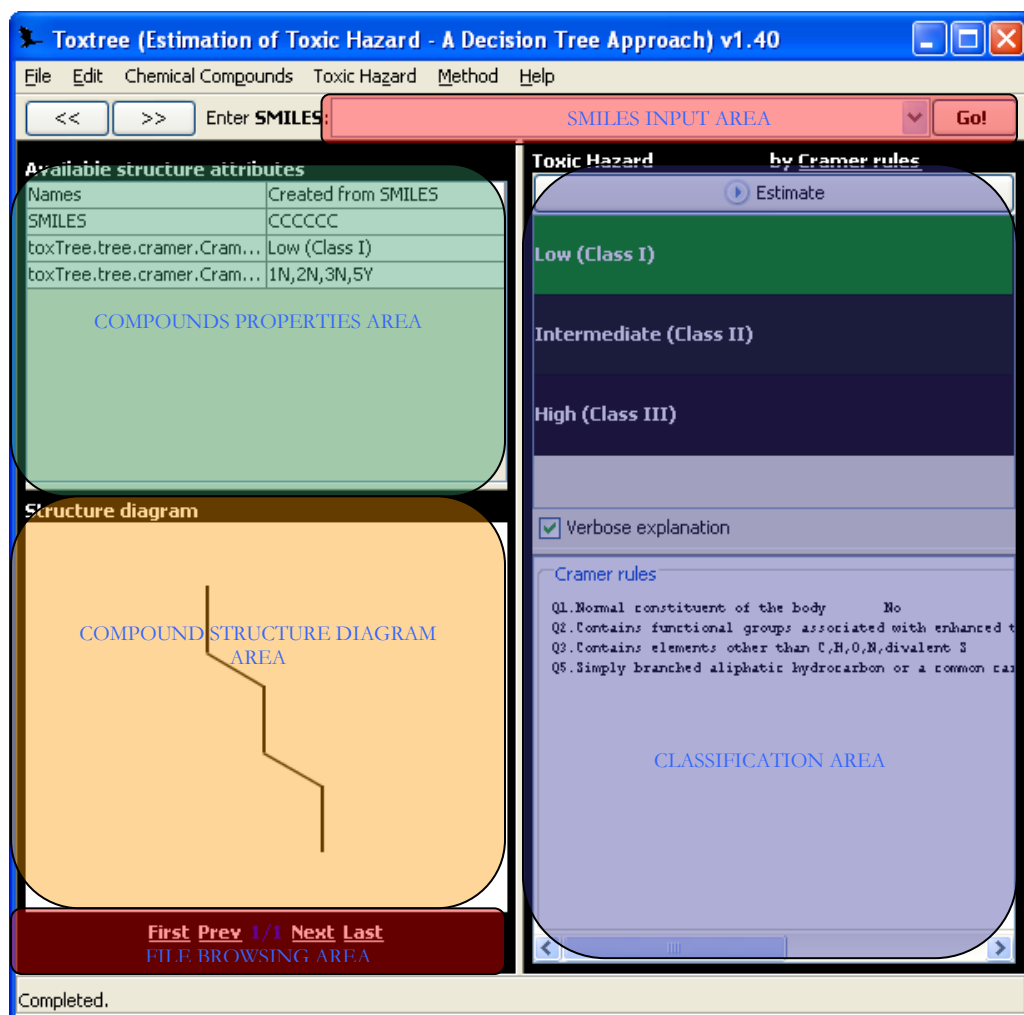 Toxtree (Estimation of Toxic Hazard - A Decision Tree Approach) v1.40
File Edit Chemical Compounds Toxic Hazard Method Help
<< >> Enter SMILES: SMILES INPUT AREA Go!
Available structure attributes
Names Created from SMILES
SMILES CCCCCC
toxTree.tree.cramer.Cram... Low (Class I)
toxTree.tree.cramer.Cram... 1N,2N,3N,5Y
COMPOUNDS PROPERTIES AREA
Structure diagram
COMPOUND STRUCTURE DIAGRAM
AREA
First Prev 1/1 Next Last
FILE BROWSING AREA
Toxic Hazard by Cramer rules
Estimate
Low (Class I)
Intermediate (Class II)
High (Class III)
Verbose explanation
Cramer rules
Q1.Normal constituent of the body No
Q2.Contains functional groups associated with enhanced t
Q3.Contains elements other than C,H,O,N,divalent S
Q5.Simply branched aliphatic hydrocarbon or a common car
CLASSIFICATION AREA
Completed.